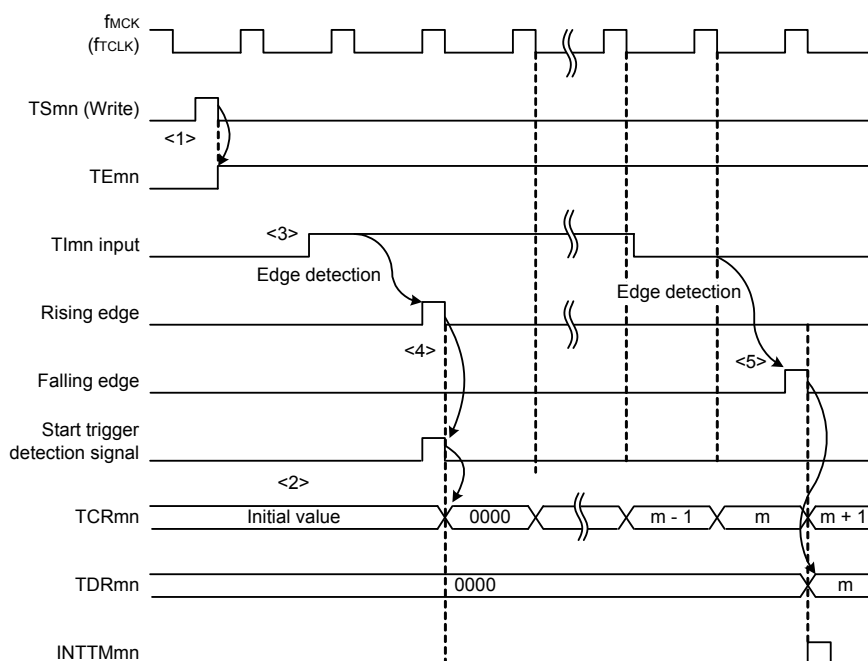 fMCK
(fTCLK)
TSmn (Write)
<1>
TEmn
<3>
TImn input
Edge detection
Edge detection
Rising edge
<4>
<5>
Falling edge
Start trigger
detection signal
<2>
TCRmn
Initial value
0000
m - 1
m
m + 1
TDRmn
0000
m
INTTMmn